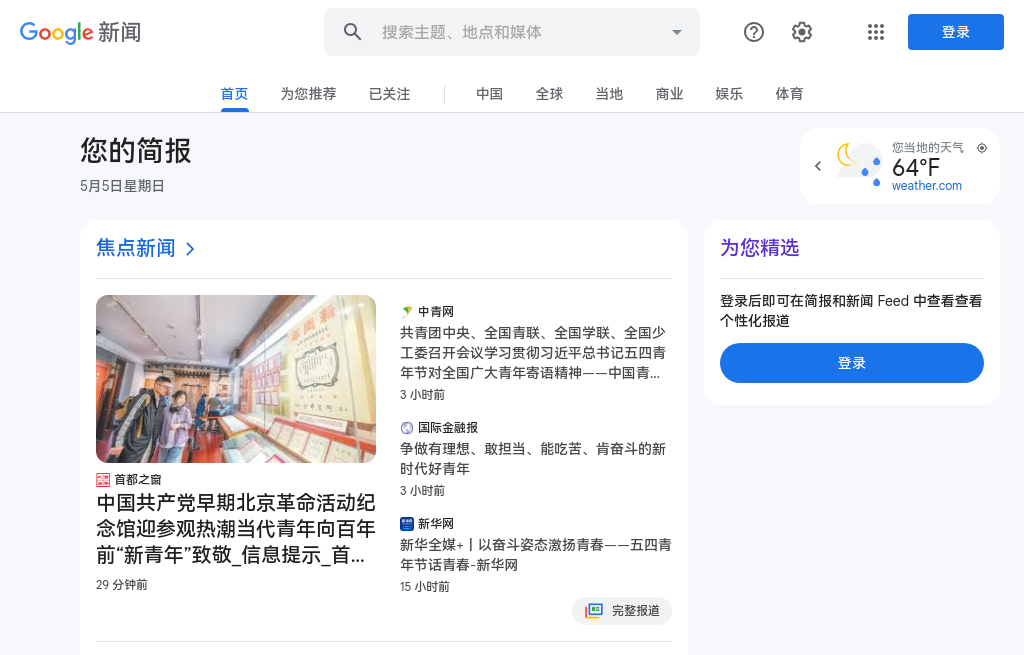 Google 新闻
搜索主题、地点和媒体
登录
首页
为您推荐
已关注
中国
全球
当地
商业
娱乐
体育
您的简报
5月5日星期日
您当地的天气
64°F
weather.com
焦点新闻
首都之窗
中国共产党早期北京革命活动纪
念馆迎参观热潮当代青年向百年
前“新青年”致敬_信息提示_首...
29 分钟前
中青网
共青团中央、全国青联、全国学联、全国少
工委召开会议学习贯彻习近平总书记五四青
年节对全国广大青年寄语精神——中国青...
3 小时前
国际金融报
争做有理想、敢担当、能吃苦、肯奋斗的新
时代好青年
3 小时前
新华网
新华全媒+丨以奋斗姿态激扬青春——五四青
年节话青春-新华网
15 小时前
完整报道
为您精选
登录后即可在简报和新闻 Feed 中查看查看
个性化报道
登录